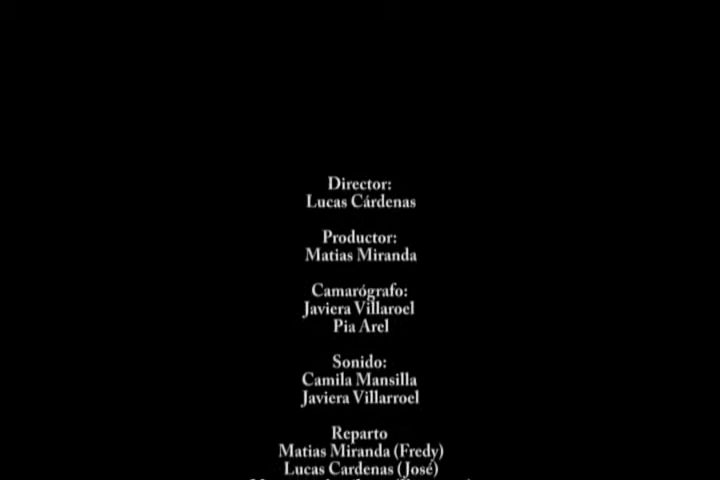 Director:
Lucas Cárdenas
Productor:
Matias Miranda
Camarógrafo:
Javiera Villaroel
Pia Arel
Sonido:
Camila Mansilla
Javiera Villarroel
Reparto
Matias Miranda (Fredy)
Lucas Cardenas (José)